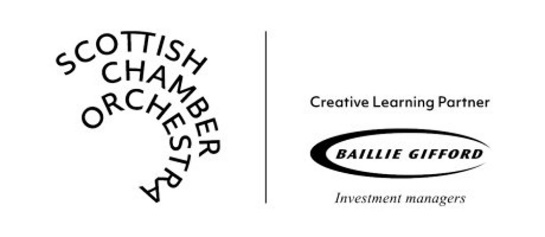 SCOTTISH
CHAMBER
ORCHESTRA
Creative Learning Partner
BAILLIE GIFFORD
Investment managers